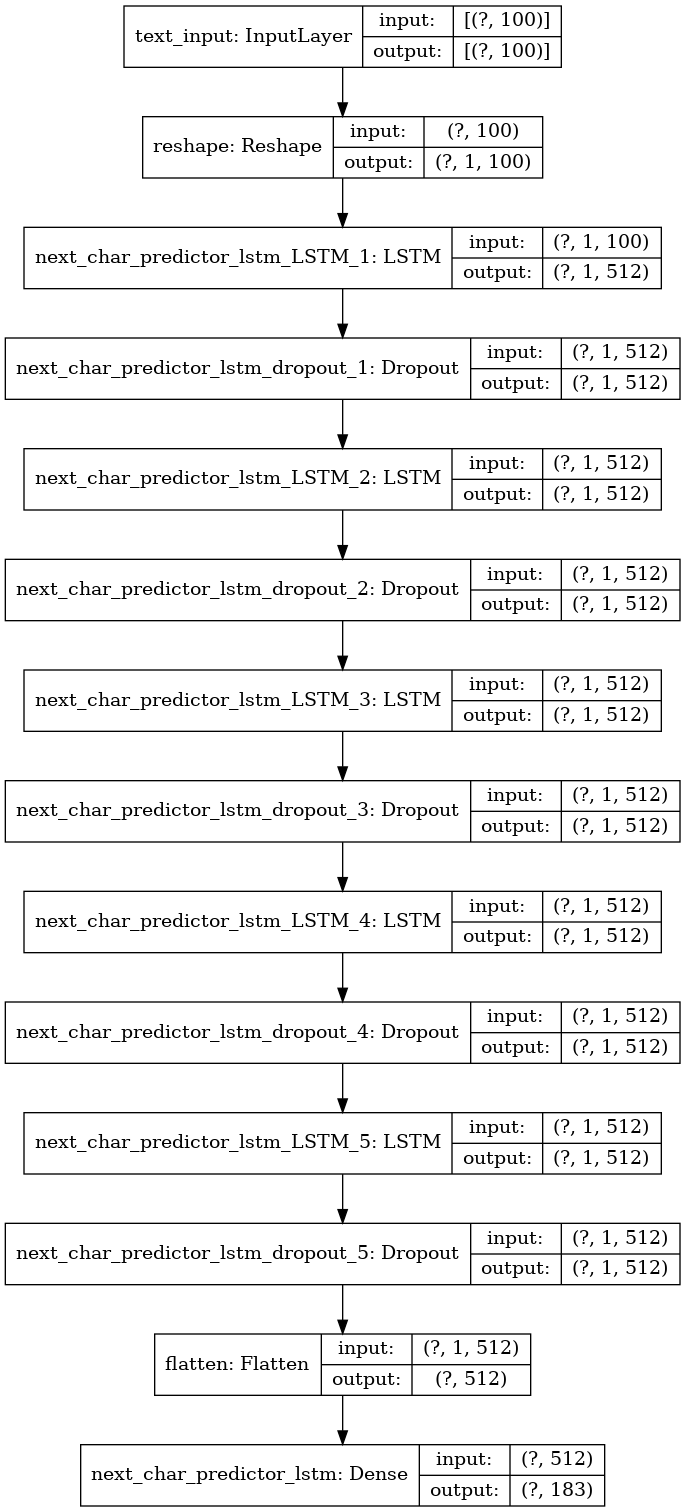 text_input: InputLayer input: [(?, 100)]
output: [(?, 100)]
reshape: Reshape input: (?, 100)
output: (?, 1, 100)
next_char_predictor_lstm_LSTM_1: LSTM input: (?, 1, 100)
output: (?, 1, 512)
next_char_predictor_lstm_dropout_1: Dropout input: (?, 1, 512)
output: (?, 1, 512)
next_char_predictor_lstm_LSTM_2: LSTM input: (?, 1, 512)
output: (?, 1, 512)
next_char_predictor_lstm_dropout_2: Dropout input: (?, 1, 512)
output: (?, 1, 512)
next_char_predictor_lstm_LSTM_3: LSTM input: (?, 1, 512)
output: (?, 1, 512)
next_char_predictor_lstm_dropout_3: Dropout input: (?, 1, 512)
output: (?, 1, 512)
next_char_predictor_lstm_LSTM_4: LSTM input: (?, 1, 512)
output: (?, 1, 512)
next_char_predictor_lstm_dropout_4: Dropout input: (?, 1, 512)
output: (?, 1, 512)
next_char_predictor_lstm_LSTM_5: LSTM input: (?, 1, 512)
output: (?, 1, 512)
next_char_predictor_lstm_dropout_5: Dropout input: (?, 1, 512)
output: (?, 1, 512)
flatten: Flatten input: (?, 1, 512)
output: (?, 512)
next_char_predictor_lstm: Dense input: (?, 512)
output: (?, 183)